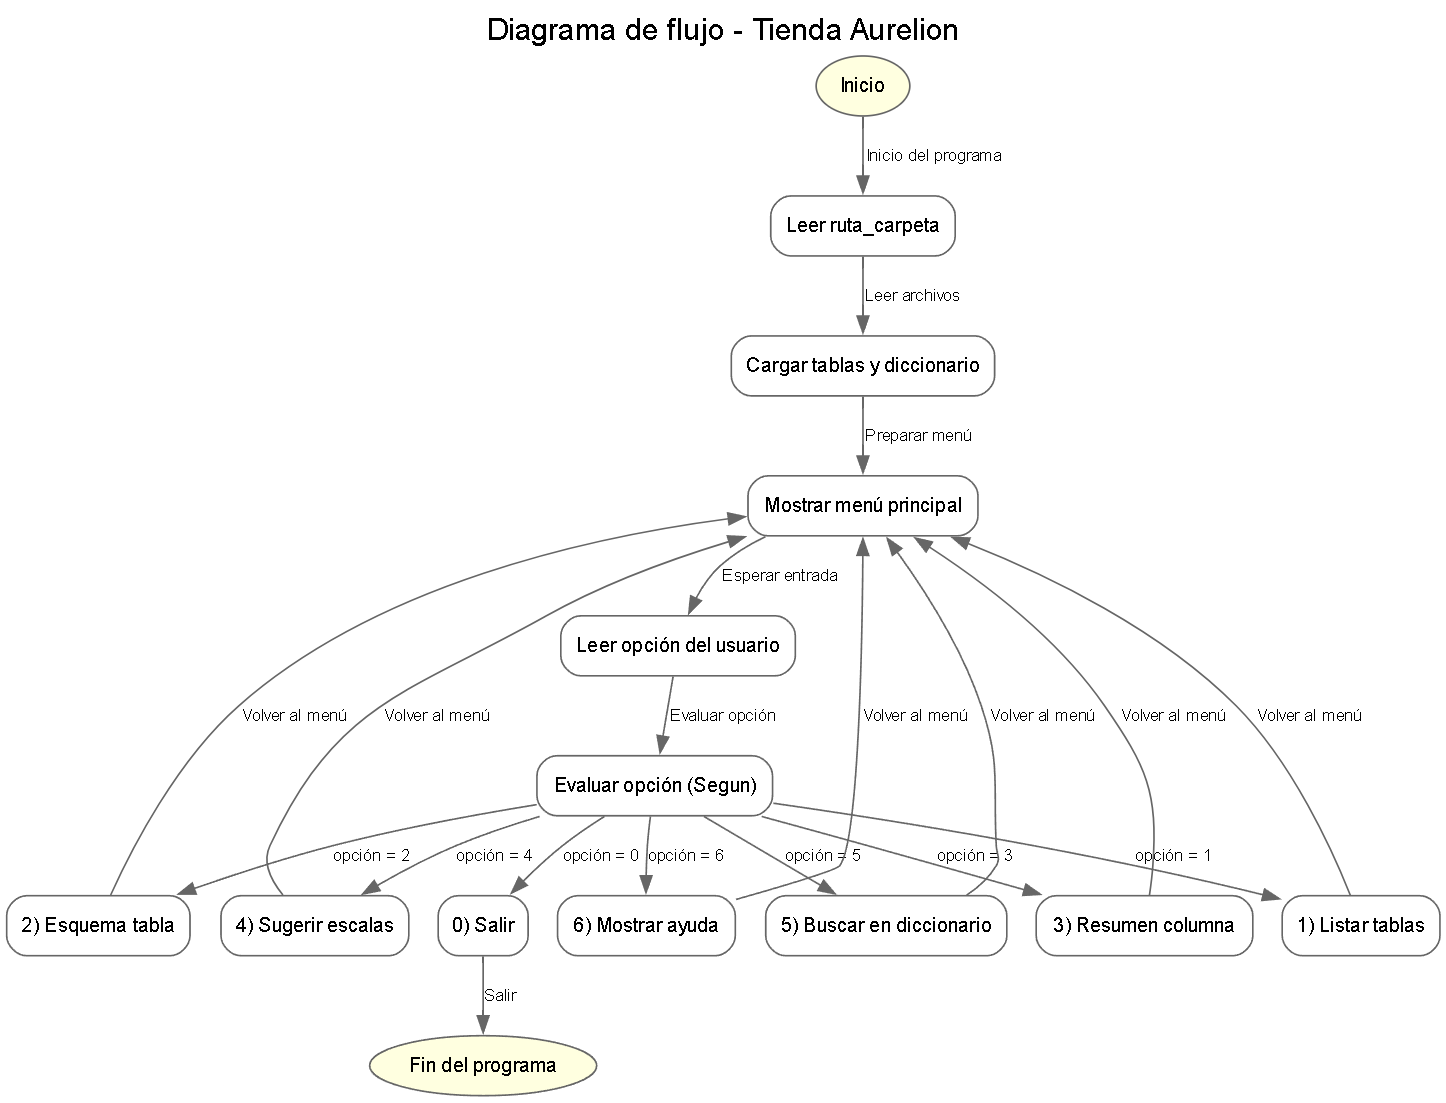 Diagrama de flujo - Tienda Aurelion
Inicio
Inicio del programa
Leer ruta_carpeta
Leer archivos
Cargar tablas y diccionario
Preparar menú
Mostrar menú principal
Esperar entrada
Leer opción del usuario
Volver al menú
Volver al menú
Evaluar opción
Volver al menú
Volver al menú
Volver al menú
Volver al menú
Evaluar opción (Segun)
opción = 2
opción = 4
opción = 0
opción = 6
opción = 5
opción = 3
opción = 1
2) Esquema tabla
4) Sugerir escalas
0) Salir
6) Mostrar ayuda
5) Buscar en diccionario
3) Resumen columna
1) Listar tablas
Salir
Fin del programa